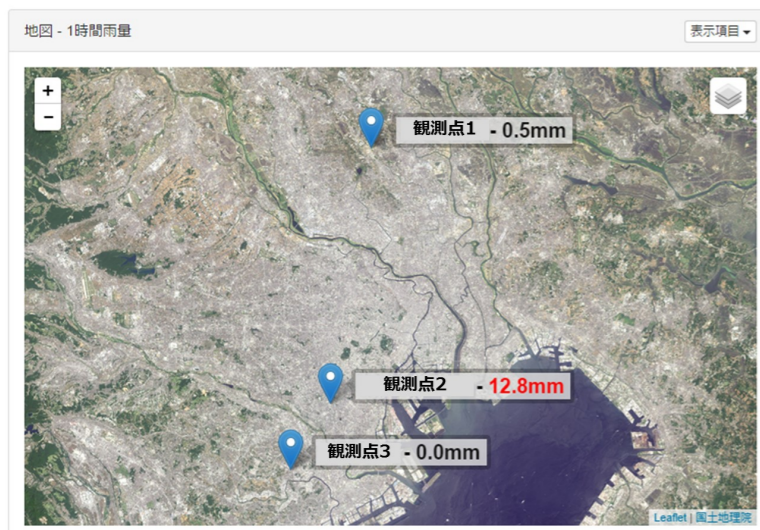 地図 - 1時間雨量
表示項目
+
-
観測点1 - 0.5mm
観測点2 - 12.8mm
観測点3 - 0.0mm
Leaflet | 国土地理院